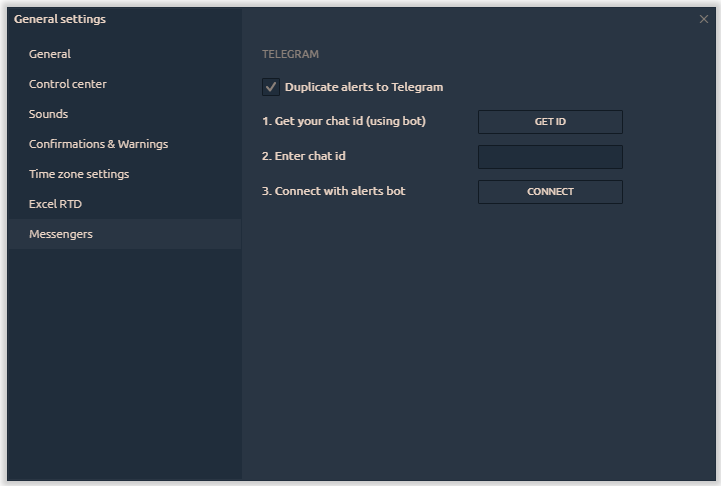 General settings
General
Control center
Sounds
Confirmations & Warnings
Time zone settings
Excel RTD
Messengers
TELEGRAM
Duplicate alerts to Telegram
1. Get your chat id (using bot) GET ID
2. Enter chat id
3. Connect with alerts bot CONNECT